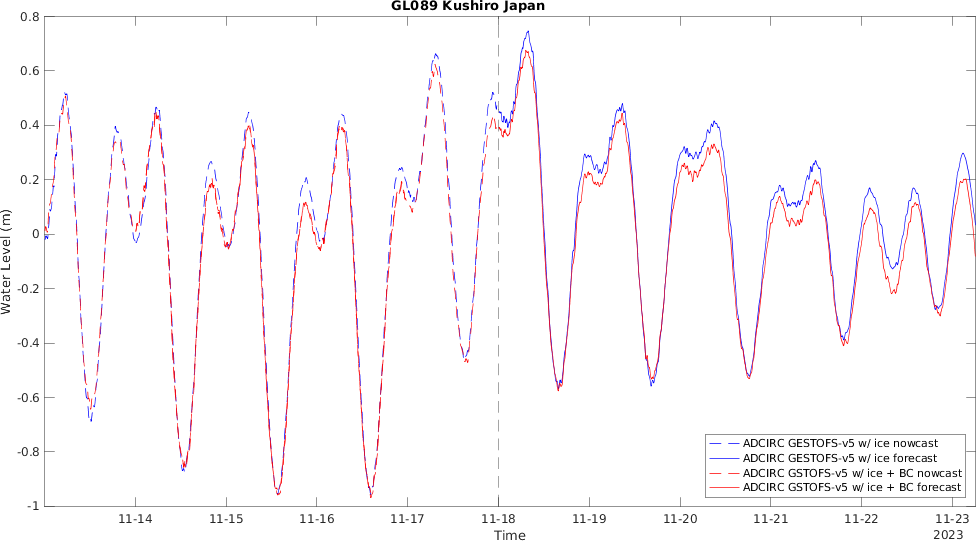 GL089 Kushiro Japan
0.8
0.6
0.4
0.2
0
-0.2
-0.4
-0.6
-0.8
-1
Water Level (m)
11-14 11-15 11-16 11-17 11-18 11-19 11-20 11-21 11-22 11-23
Time
2023
ADCIRC GESTOFS-v5 w/ ice nowcast
ADCIRC GESTOFS-v5 w/ ice forecast
ADCIRC GSTOFS-v5 w/ ice + BC nowcast
ADCIRC GSTOFS-v5 w/ ice + BC forecast